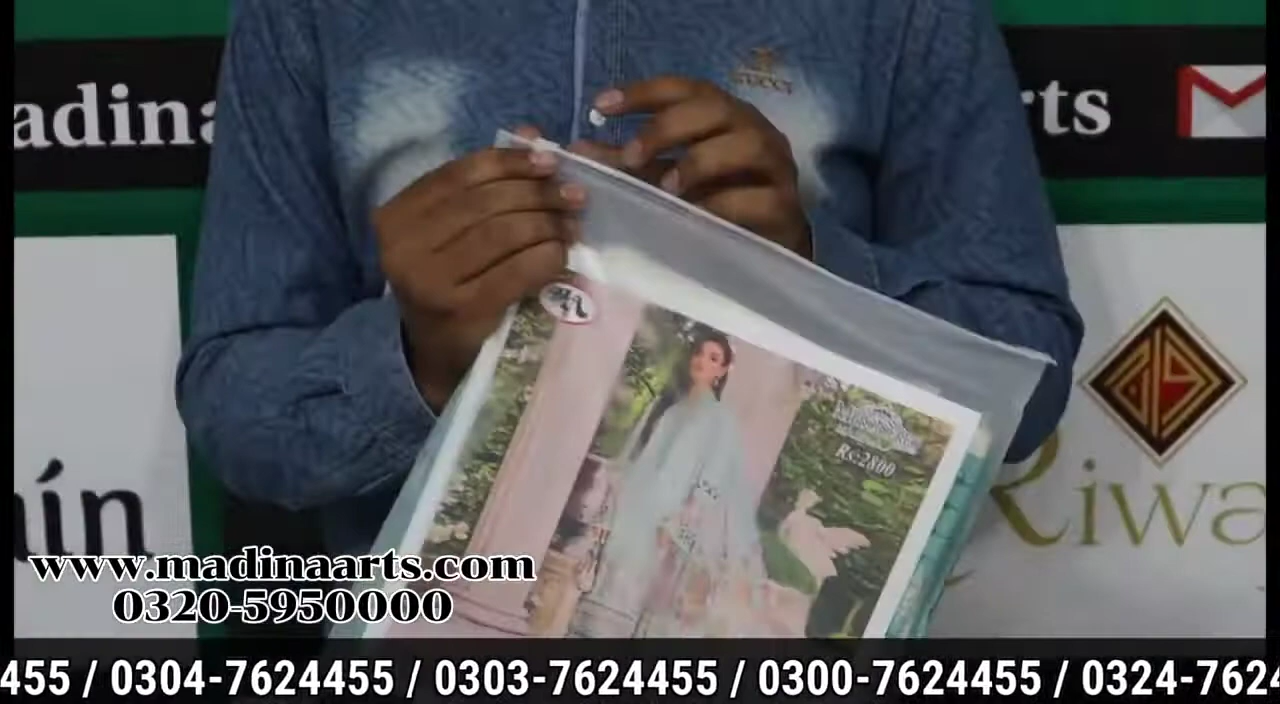 madina
rts
Rs:2800
ín
Riwa
www.madinaarts.com
0320-5950000
455 / 0304-7624455 / 0303-7624455 / 0300-7624455 / 0324-7624